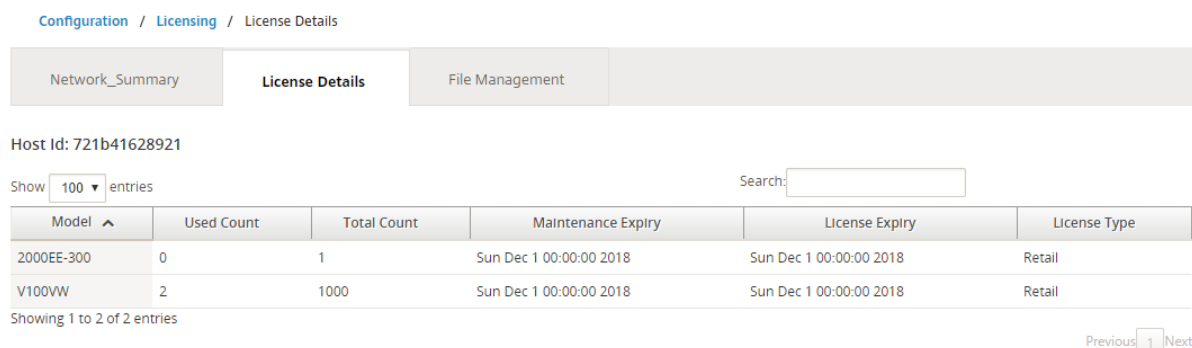 Configuration / Licensing / License Details
Network_Summary License Details File Management
Host Id: 721b41628921
Show 100 entries Search:
Model Used Count Total Count Maintenance Expiry License Expiry License Type
2000EE-300 0 1 Sun Dec 1 00:00:00 2018 Sun Dec 1 00:00:00 2018 Retail
V100VW 2 1000 Sun Dec 1 00:00:00 2018 Sun Dec 1 00:00:00 2018 Retail
Showing 1 to 2 of 2 entries
Previous 1 Next